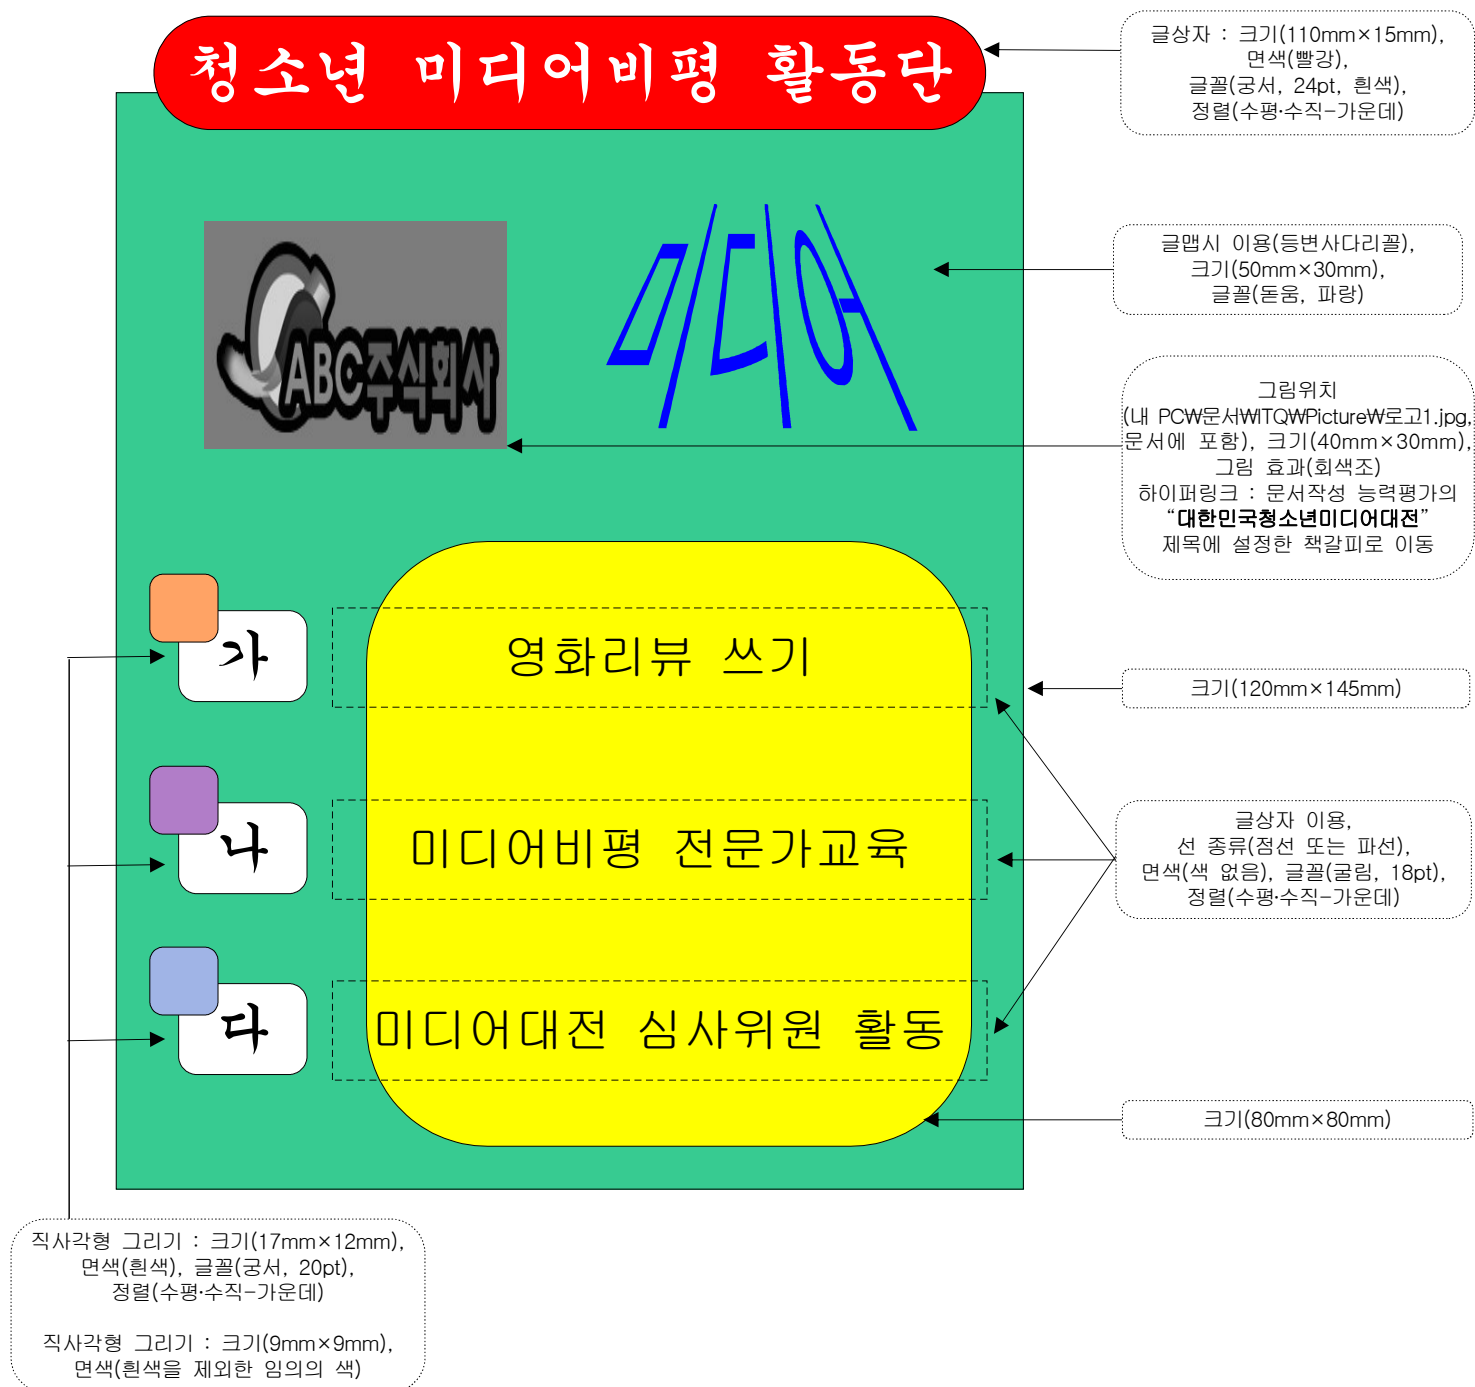 청소년 미디어비평 활동단
글상자 : 크기(110mm×15mm),
면색(빨강),
글꼴(궁서, 24pt, 흰색),
정렬(수평·수직-가운데)
ABC주식회사
미디어
글맵시 이용(등변사다리꼴),
크기(50mm×30mm),
글꼴(돋움, 파랑)
그림위치
(내 PC₩문서₩ITQ₩Picture₩로고1.jpg,
문서에 포함), 크기(40mm×30mm),
그림 효과(회색조)
하이퍼링크 : 문서작성 능력평가의
“대한민국청소년미디어대전”
제목에 설정한 책갈피로 이동
가
영화리뷰 쓰기
크기(120mm×145mm)
나
미디어비평 전문가교육
글상자 이용,
선 종류(점선 또는 파선),
면색(색 없음), 글꼴(굴림, 18pt),
정렬(수평·수직-가운데)
다
미디어대전 심사위원 활동
크기(80mm×80mm)
직사각형 그리기 : 크기(17mm×12mm),
면색(흰색), 글꼴(궁서, 20pt),
정렬(수평·수직-가운데)
직사각형 그리기 : 크기(9mm×9mm),
면색(흰색을 제외한 임의의 색)